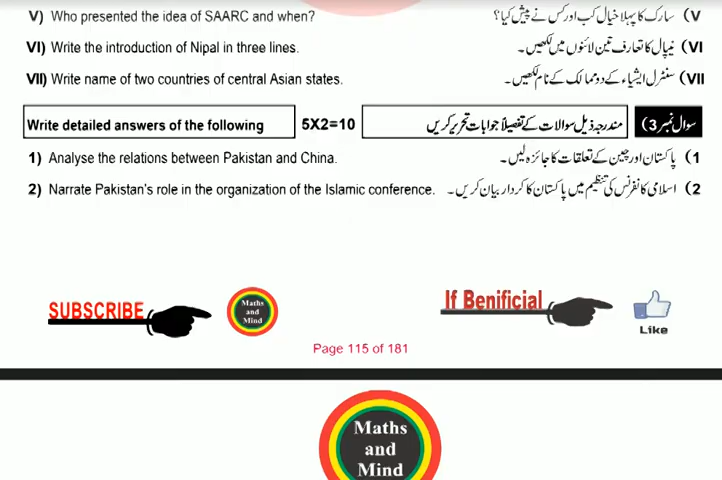 V) Who presented the idea of SAARC and when? سارک کا پہلا خیال کب اور کس نے پیش کیا؟ (V
VI) Write the introduction of Nipal in three lines. نیپال کا تعارف تین لائنوں میں لکھیں۔ (VI
VII) Write name of two countries of central Asian states. سنٹرل ایشیاء کے دو ممالک کے نام لکھیں۔ (VII
Write detailed answers of the following 5X2=10 مندرجہ ذیل سوالات کے تفصیلاً جوابات تحریر کریں سوال نمبر 3)
1) Analyse the relations between Pakistan and China. پاکستان اور چین کے تعلقات کا جائزہ لیں۔ (1
2) Narrate Pakistan's role in the organization of the Islamic conference. اسلامی کانفرنس کی تنظیم میں پاکستان کا کردار بیان کریں۔ (2
SUBSCRIBE
Maths
and
Mind
If Benificial
Like
Page 115 of 181
Maths
and
Mind